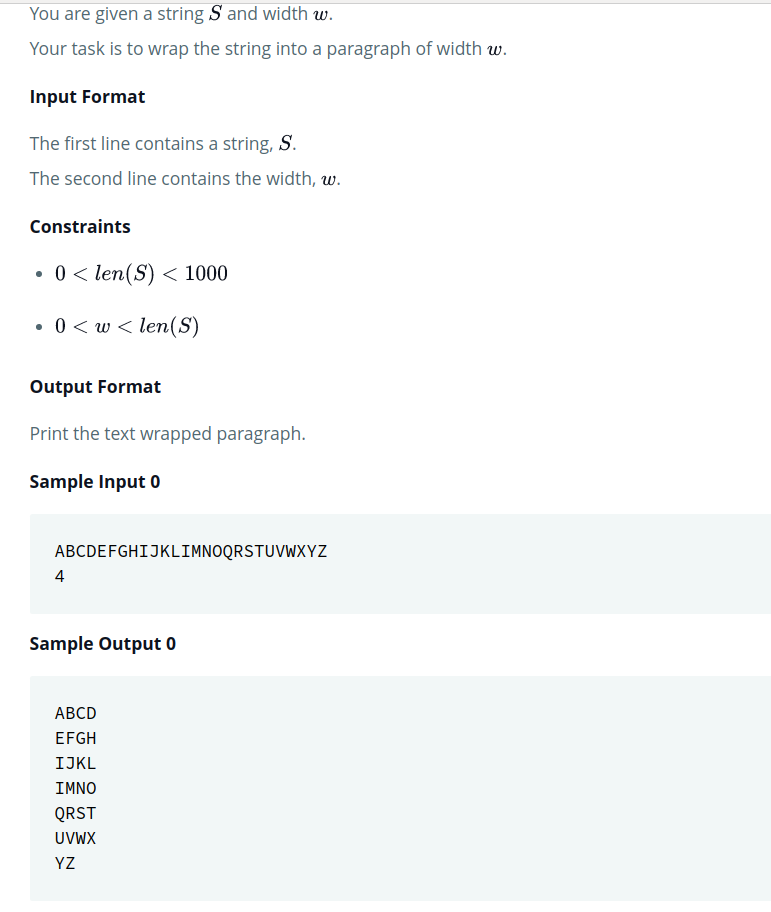 You are given a string S and width w.
Your task is to wrap the string into a paragraph of width w.
Input Format
The first line contains a string, S.
The second line contains the width, w.
Constraints
• 0 < len(S) < 1000
• 0 < w < len(S)
Output Format
Print the text wrapped paragraph.
Sample Input 0
ABCDEFGHIJKLIMNOQRSTUVWXYZ
4
Sample Output 0
ABCD
EFGH
IJKL
IMNO
QRST
UVWX
YZ